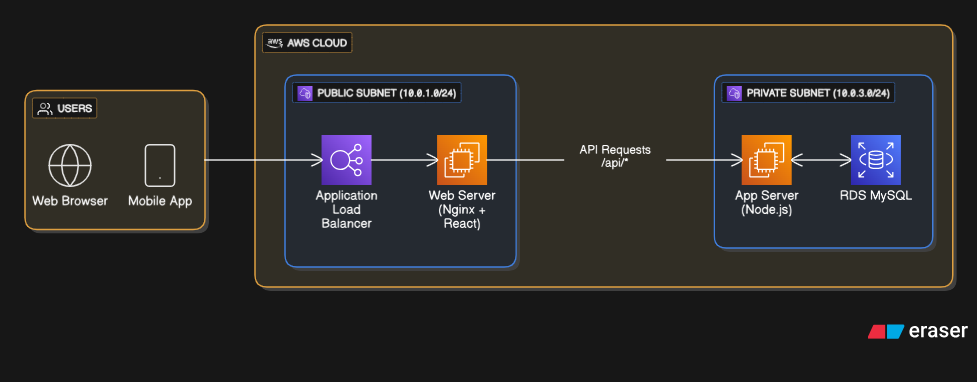 aws AWS CLOUD
USERS
Web Browser
Mobile App
PUBLIC SUBNET (10.0.1.0/24)
Application
Load
Balancer
Web Server
(Nginx +
React)
API Requests
/api/*
PRIVATE SUBNET (10.0.3.0/24)
App Server
(Node.js)
RDS MySQL
eraser